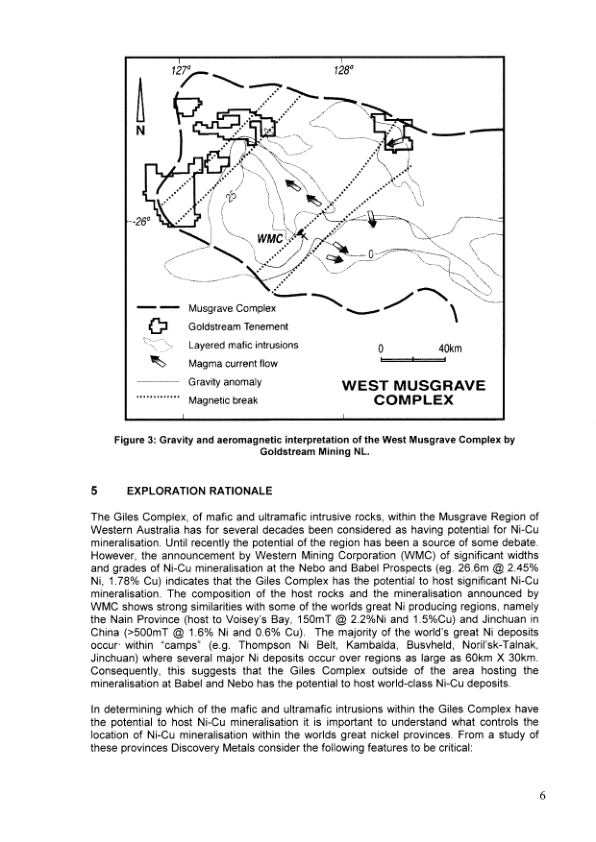 127° 128°
N
23
-26°
WMC
0
Musgrave Complex
Goldstream Tenement
Layered mafic intrusions
0 40km
Magma current flow
Gravity anomaly
WEST MUSGRAVE
Magnetic break
COMPLEX
Figure 3: Gravity and aeromagnetic interpretation of the West Musgrave Complex by
Goldstream Mining NL.
5 EXPLORATION RATIONALE
The Giles Complex, of mafic and ultramafic intrusive rocks, within the Musgrave Region of
Western Australia has for several decades been considered as having potential for Ni-Cu
mineralisation. Until recently the potential of the region has been a source of some debate.
However, the announcement by Western Mining Corporation (WMC) of significant widths
and grades of Ni-Cu mineralisation at the Nebo and Babel Prospects (eg. 26.6m @ 2.45%
Ni, 1.78% Cu) indicates that the Giles Complex has the potential to host significant Ni-Cu
mineralisation. The composition of the host rocks and the mineralisation announced by
WMC shows strong similarities with some of the worlds great Ni producing regions, namely
the Nain Province (host to Voisey's Bay, 150mT @ 2.2%Ni and 1.5%Cu) and Jinchuan in
China (>500mT @ 1.6% Ni and 0.6% Cu). The majority of the world's great Ni deposits
occur within "camps" (e.g. Thompson Ni Belt, Kambalda, Busvheld, Noril'sk-Talnak,
Jinchuan) where several major Ni deposits occur over regions as large as 60km X 30km.
Consequently, this suggests that the Giles Complex outside of the area hosting the
mineralisation at Babel and Nebo has the potential to host world-class Ni-Cu deposits.
In determining which of the mafic and ultramafic intrusions within the Giles Complex have
the potential to host Ni-Cu mineralisation it is important to understand what controls the
location of Ni-Cu mineralisation within the worlds great nickel provinces. From a study of
these provinces Discovery Metals consider the following features to be critical:
6